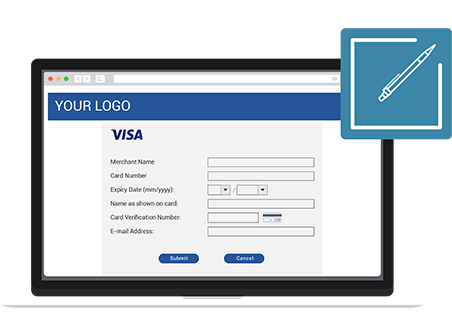 YOUR LOGO
VISA
Merchant Name
Card Number
Expiry Date (mm/yyyy):
/
Name as shown on card:
Card Verification Number:
E-mail Address:
Submit Cancel